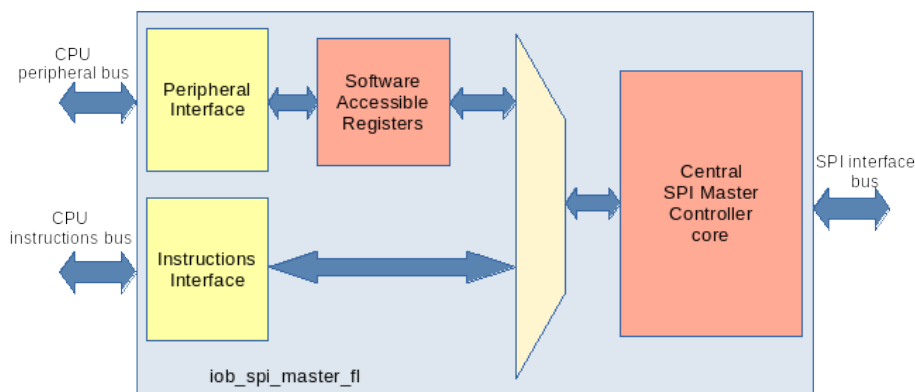 CPU
peripheral bus
Peripheral
Interface
Software
Accessible
Registers
Central
SPI Master
Controller
core
SPI interface
bus
CPU
instructions bus
Instructions
Interface
iob_spi_master_fl